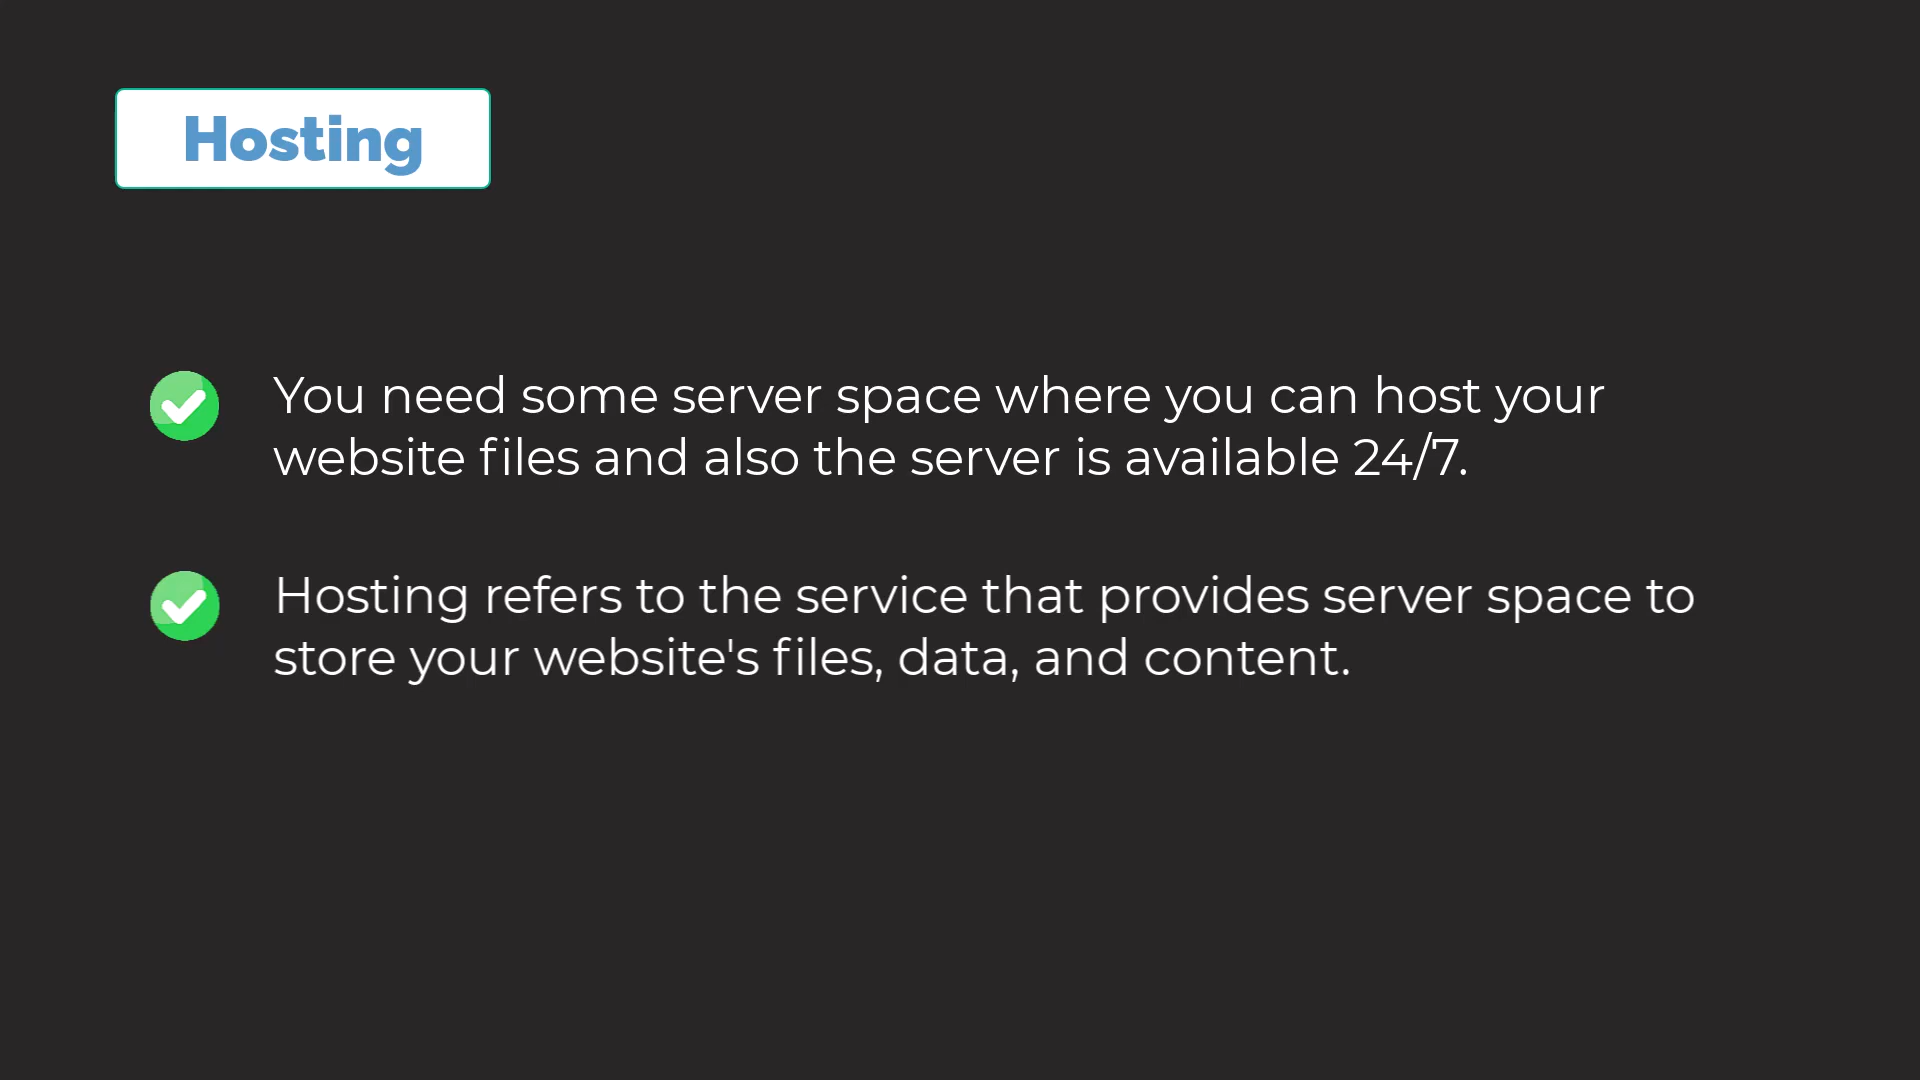 Hosting
You need some server space where you can host your
website files and also the server is available 24/7.
Hosting refers to the service that provides server space to
store your website's files, data, and content.